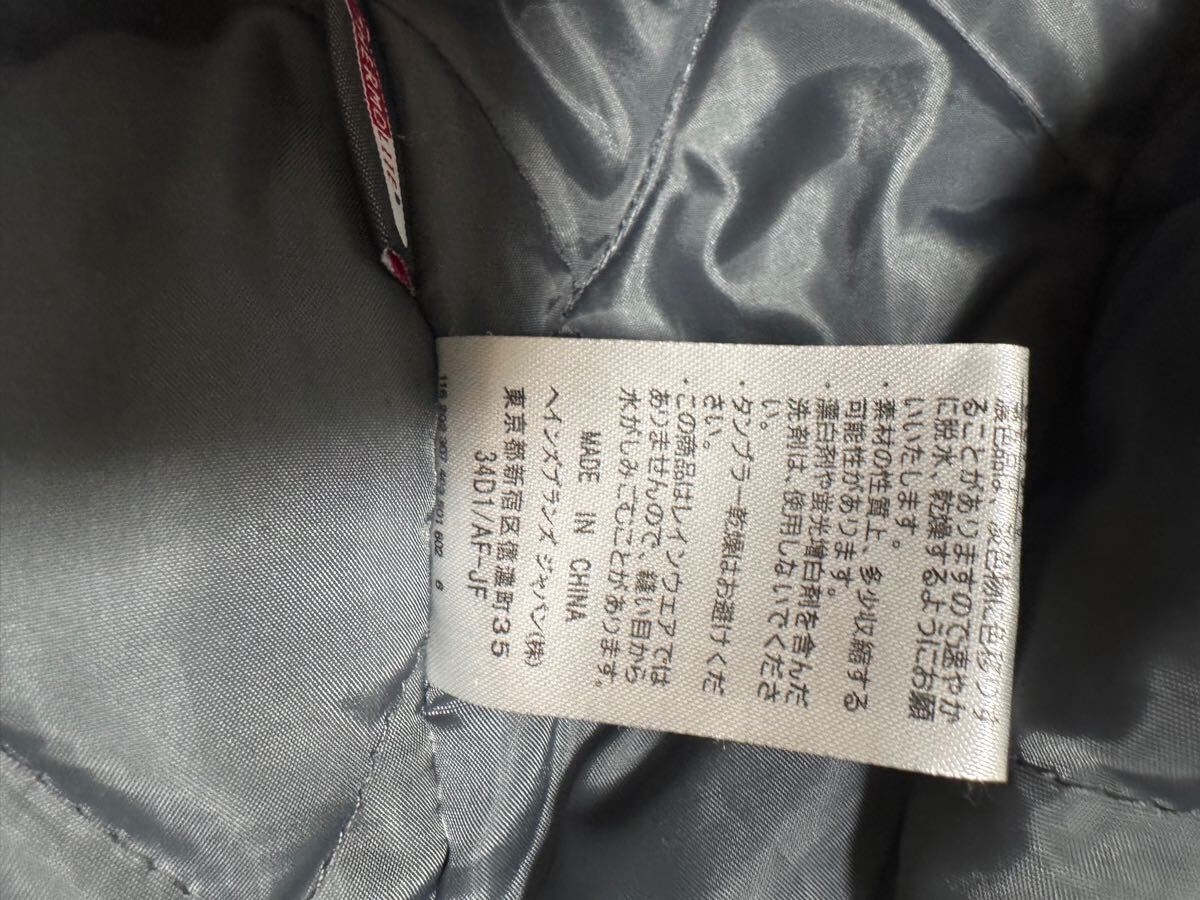 ることがありますので速やか
に脱水、乾燥するようにお願
いいたします。
・素材の性質上、多少収縮する
可能性があります。
・漂白剤や蛍光増白剤を含んだ
洗剤は、使用しないでくださ
い。
・タンブラー乾燥はお避けくだ
さい。
・この商品はレインウエアでは
ありませんので、縫い目から
水がしみこむことがあります。
MADE IN CHINA
ヘインズブランズ ジャパン(株)
東京都新宿区箪笥町35
34D1/AF-JF
602 6